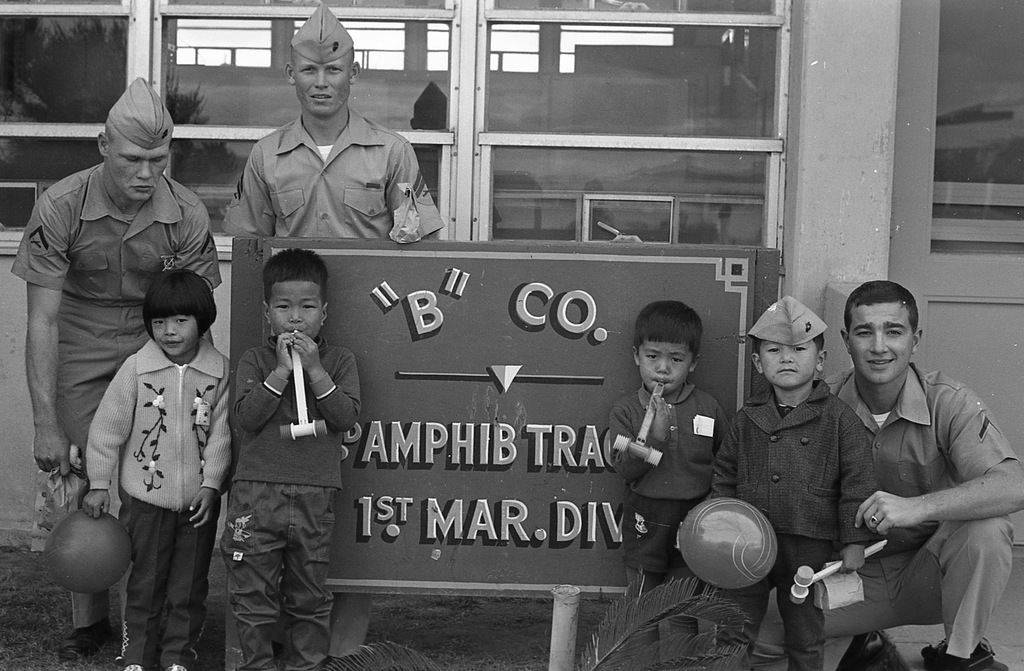 "B" CO.
AMPHIB TRAC
1ST MAR. DIV